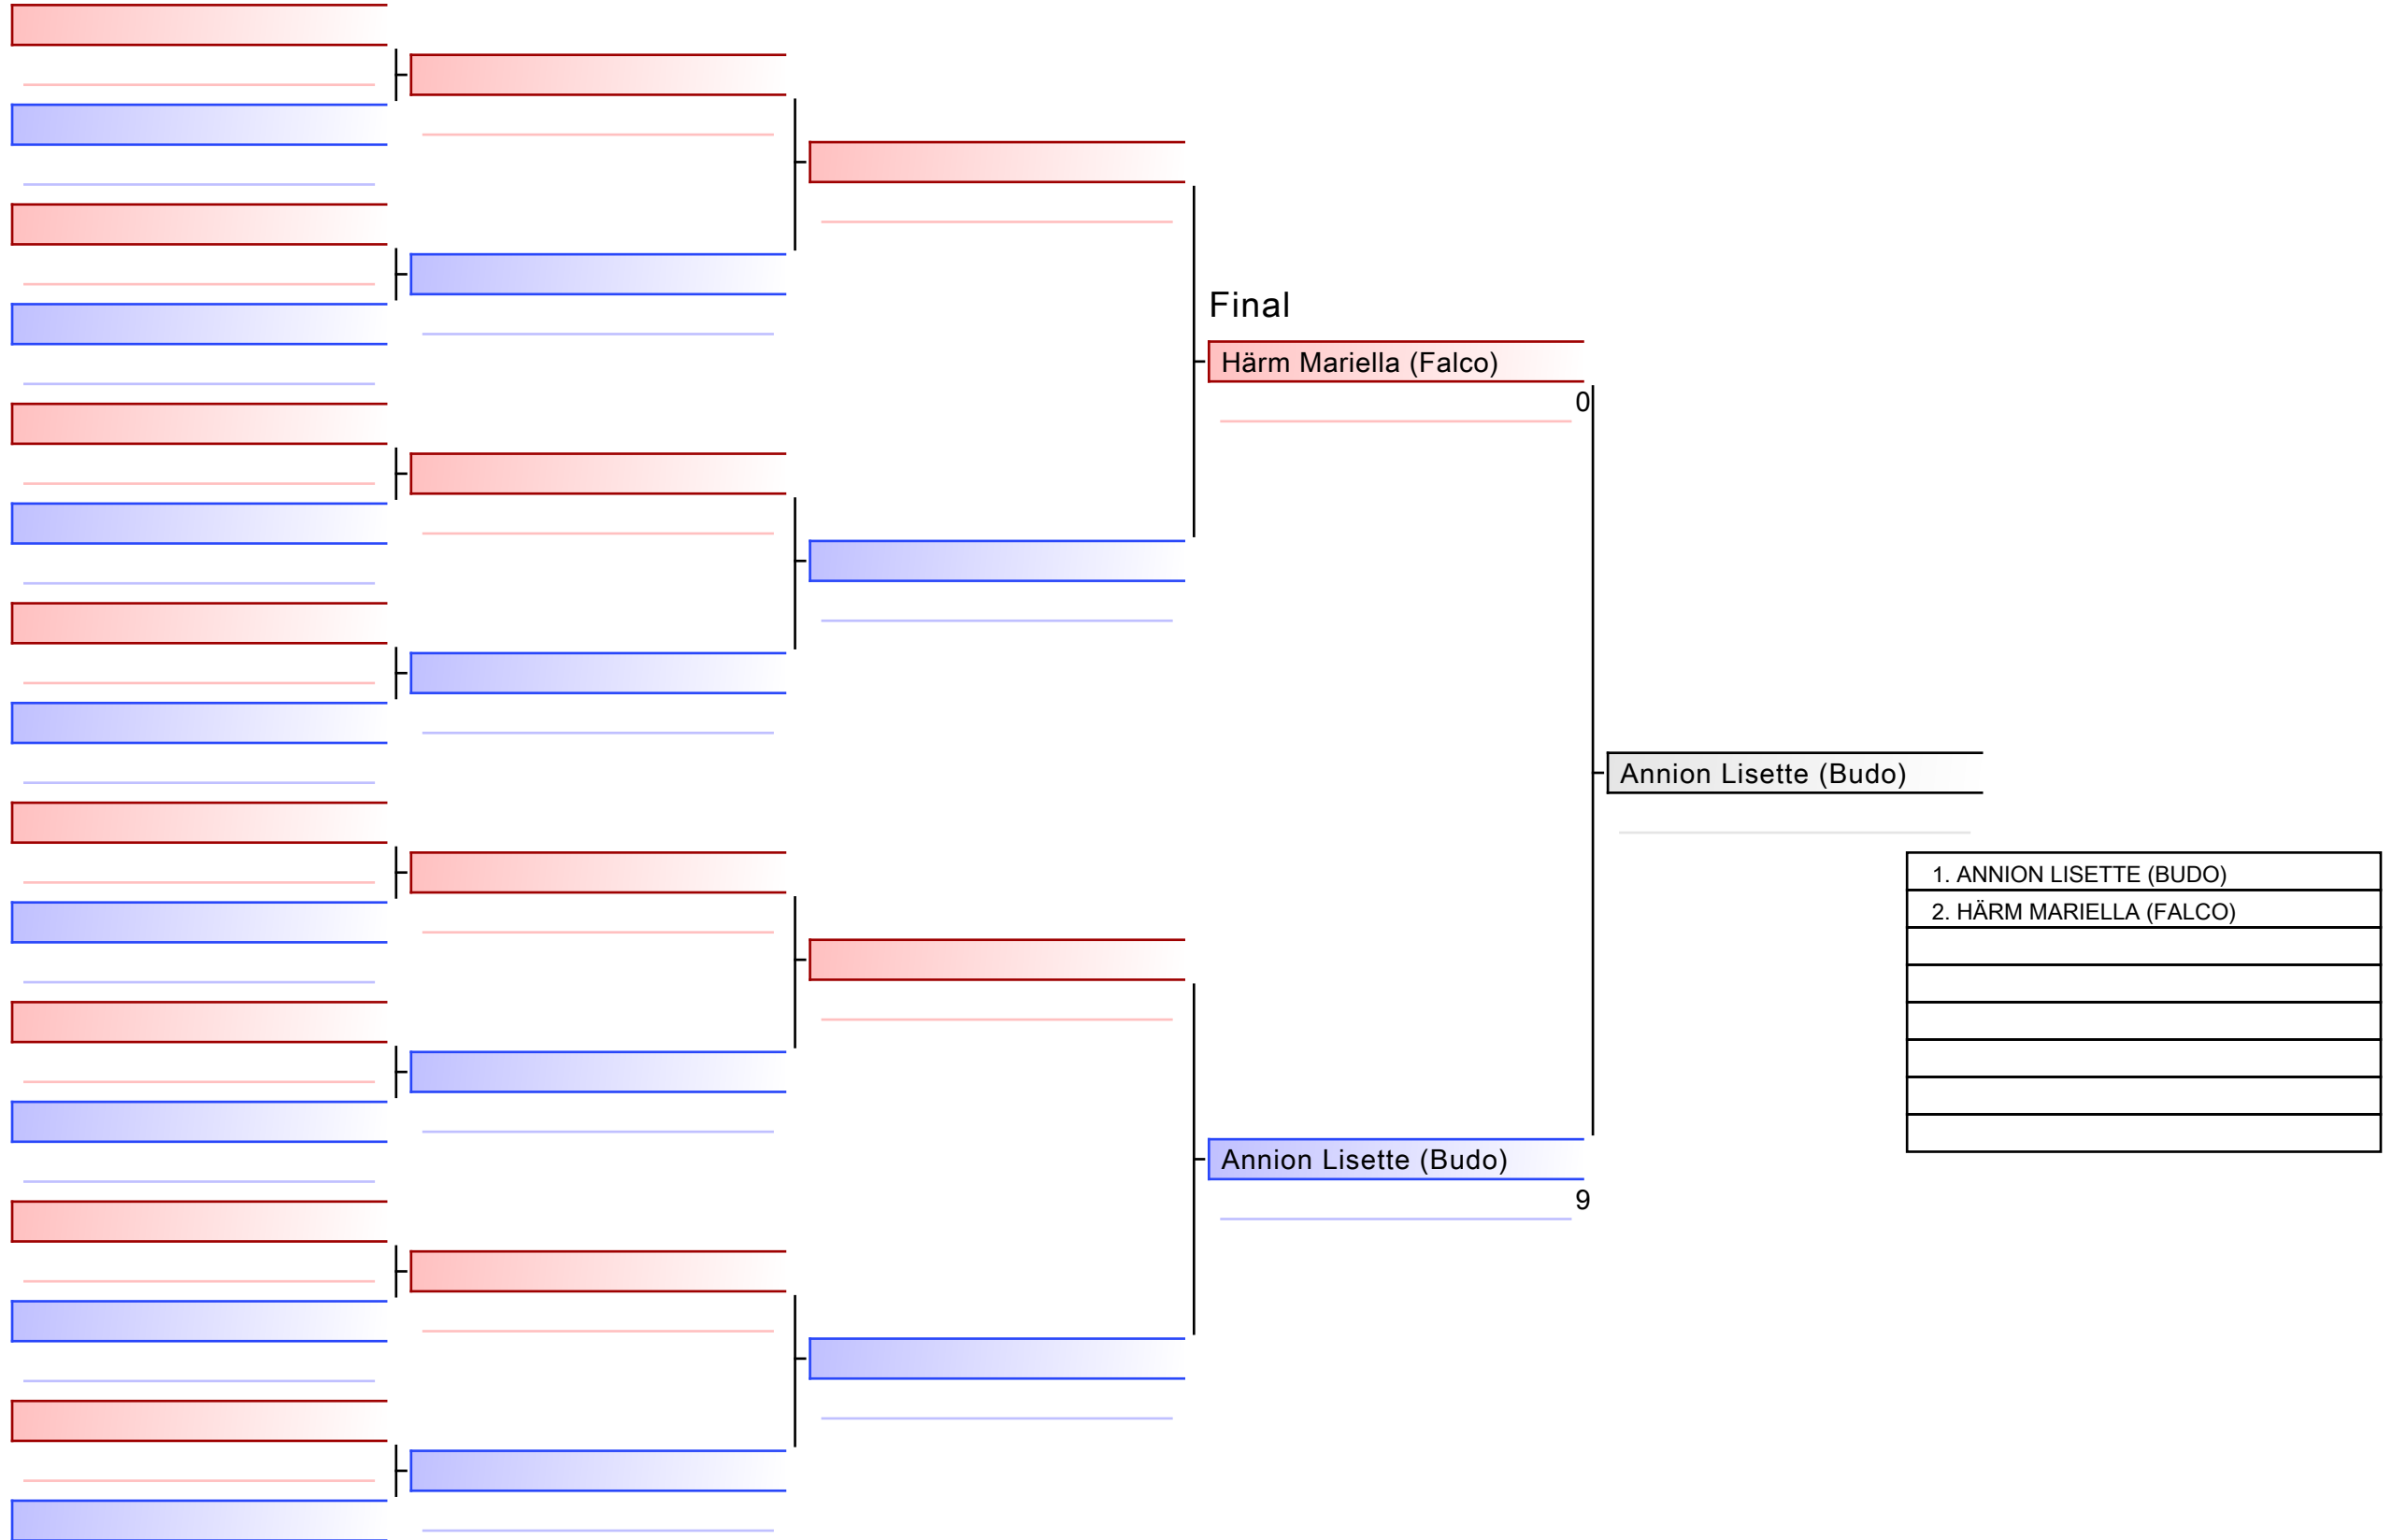 Final
Härm Mariella (Falco)
0
Annion Lisette (Budo)
1. ANNION LISETTE (BUDO)
2. HÄRM MARIELLA (FALCO)
Annion Lisette (Budo)
9